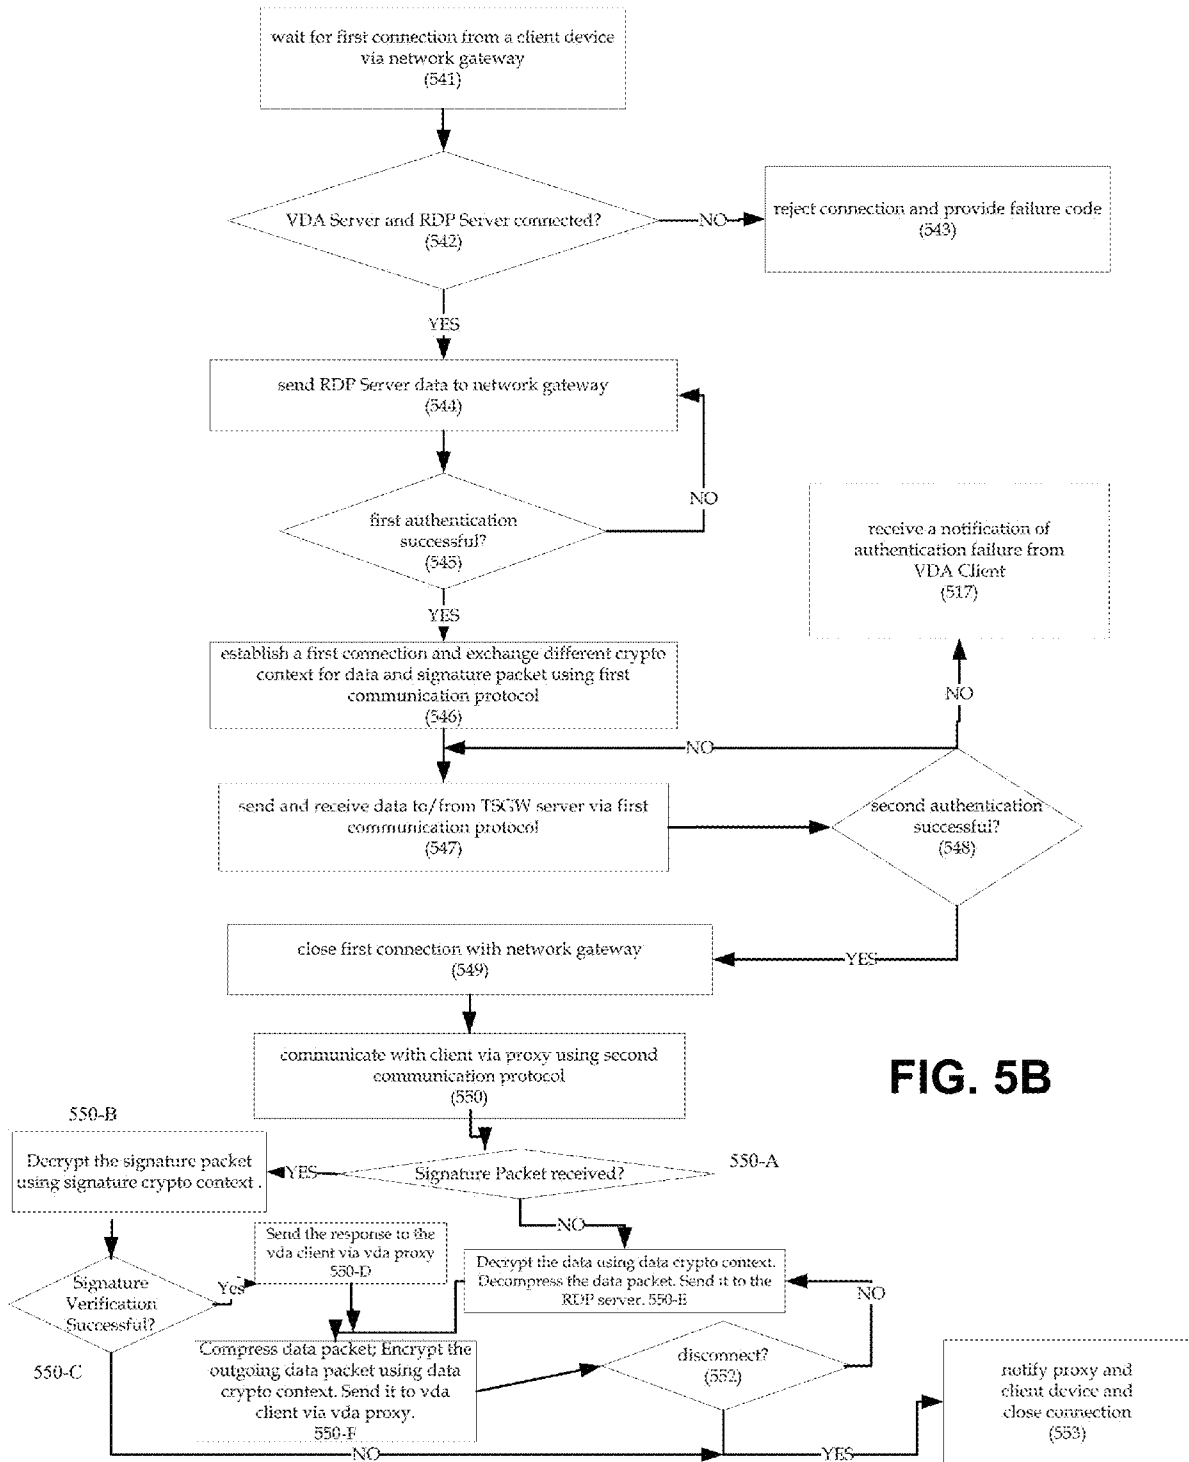 wait for first connection from a client device
via network gateway
(541)
VDA Server and RDP Server connected?
(542)
NO
reject connection and provide failure code
(543)
YES
send RDP Server data to network gateway
(544)
first authentication
successful?
(545)
NO
YES
receive a notification of
authentication failure from
VDA Client
(517)
establish a first connection and exchange different crypto
context for data and signature packet using first
communication protocol
(546)
NO
NO
send and receive data to/from TSGW server via first
communication protocol
(547)
second authentication
successful?
(548)
close first connection with network gateway
(549)
YES
communicate with client via proxy using second
communication protocol
(550)
FIG. 5B
550-B
Decrypt the signature packet
using signature crypto context .
YES
Signature Packet received?
550-A
NO
Send the response to the
vda client via vda proxy
550-D
Decrypt the data using data crypto context.
Decompress the data packet. Send it to the
RDP server. 550-E
Signature
Verification
Successful?
Yes
NO
550-C
Compress data packet; Encrypt the
outgoing data packet using data
crypto context. Send it to vda
client via vda proxy.
550-F
disconnect?
(552)
notify proxy and
client device and
close connection
(553)
NO
YES